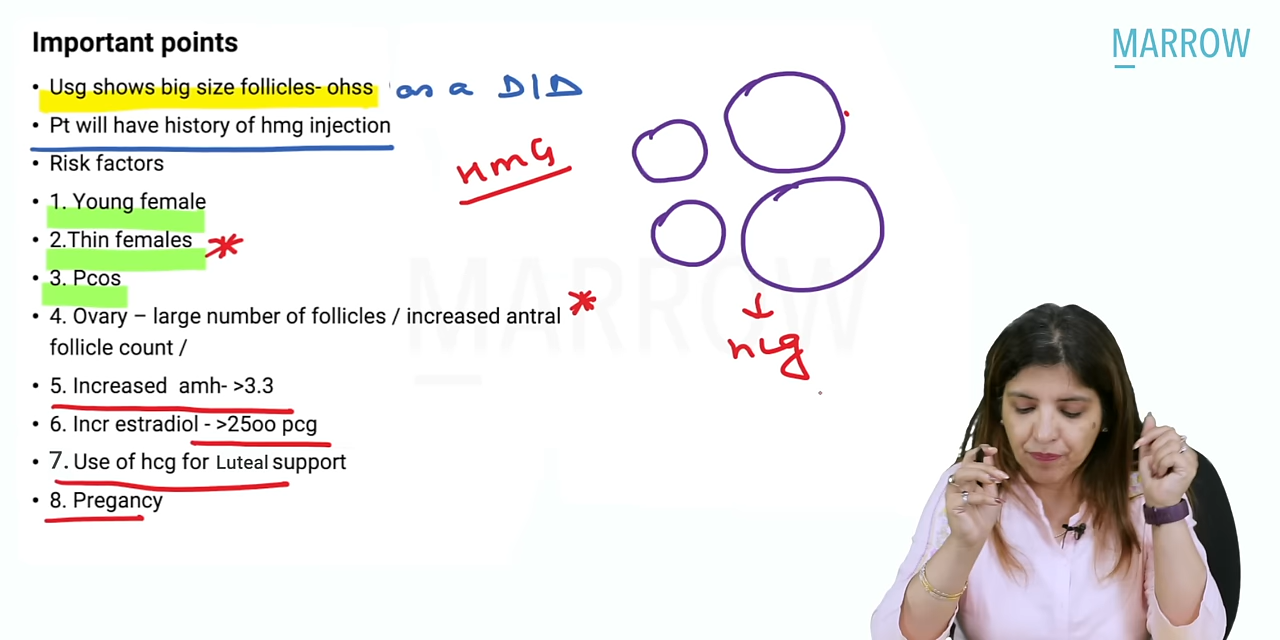 Important points
MARROW
• Usg shows big size follicles- ohss as a D/D
• Pt will have history of hmg injection
HMG
• Risk factors
• 1. Young female
• 2.Thin females *
• 3. Pcos
• 4. Ovary – large number of follicles / increased antral *
follicle count /
hcg
• 5. Increased amh- >3.3
• 6. Incr estradiol - >25oo pcg
• 7. Use of hcg for Luteal support
• 8. Pregancy
MARROW